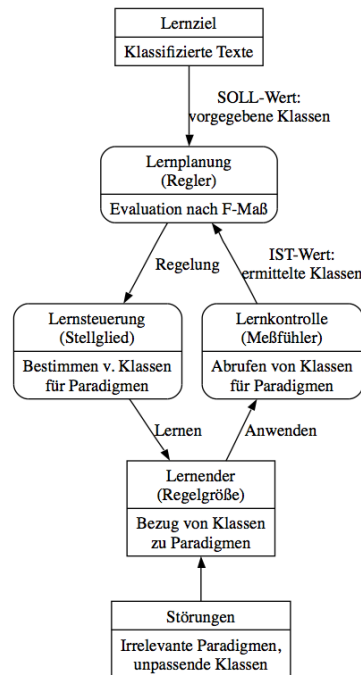 Lernziel
Klassifizierte Texte
SOLL-Wert:
vorgegebene Klassen
Lernplanung
(Regler)
Evaluation nach F-Maß
Regelung
IST-Wert:
ermittelte Klassen
Lernsteuerung
(Stellglied)
Bestimmen v. Klassen
für Paradigmen
Lernkontrolle
(Meßfühler)
Abrufen von Klassen
für Paradigmen
Lernen
Anwenden
Lernender
(Regelgröße)
Bezug von Klassen
zu Paradigmen
Störungen
Irrelevante Paradigmen,
unpassende Klassen